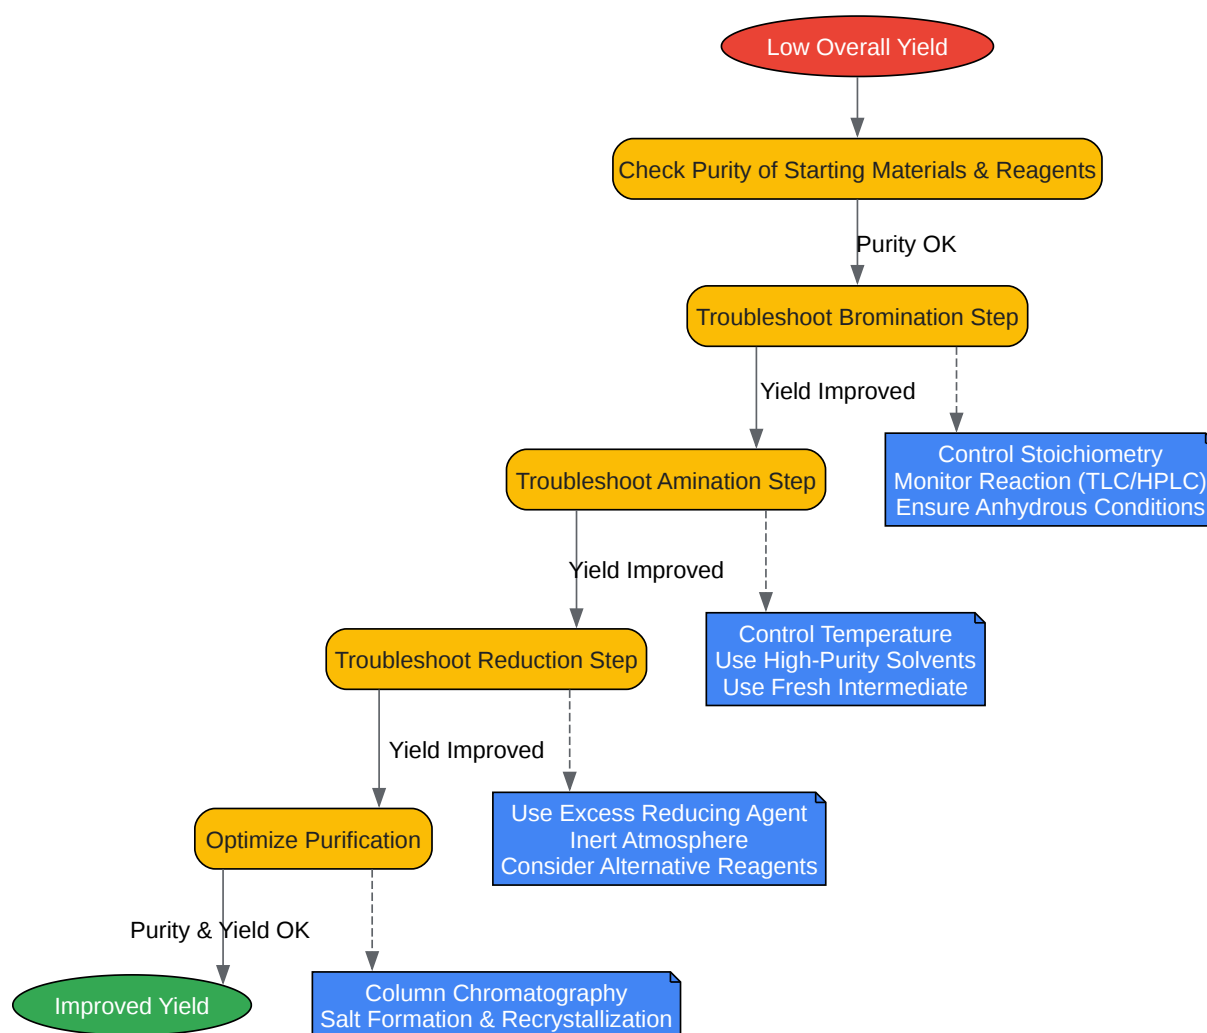 Low Overall Yield
Check Purity of Starting Materials & Reagents
Purity OK
Troubleshoot Bromination Step
Yield Improved
Control Stoichiometry
Monitor Reaction (TLC/HPLC)
Ensure Anhydrous Conditions
Troubleshoot Amination Step
Yield Improved
Control Temperature
Use High-Purity Solvents
Use Fresh Intermediate
Troubleshoot Reduction Step
Yield Improved
Use Excess Reducing Agent
Inert Atmosphere
Consider Alternative Reagents
Optimize Purification
Purity & Yield OK
Improved Yield
Column Chromatography
Salt Formation & Recrystallization